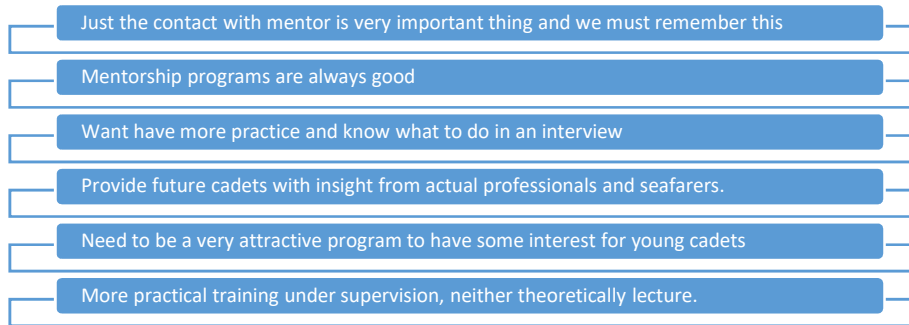 Just the contact with mentor is very important thing and we must remember this
Mentorship programs are always good
Want have more practice and know what to do in an interview
Provide future cadets with insight from actual professionals and seafarers.
Need to be a very attractive program to have some interest for young cadets
More practical training under supervision, neither theoretically lecture.